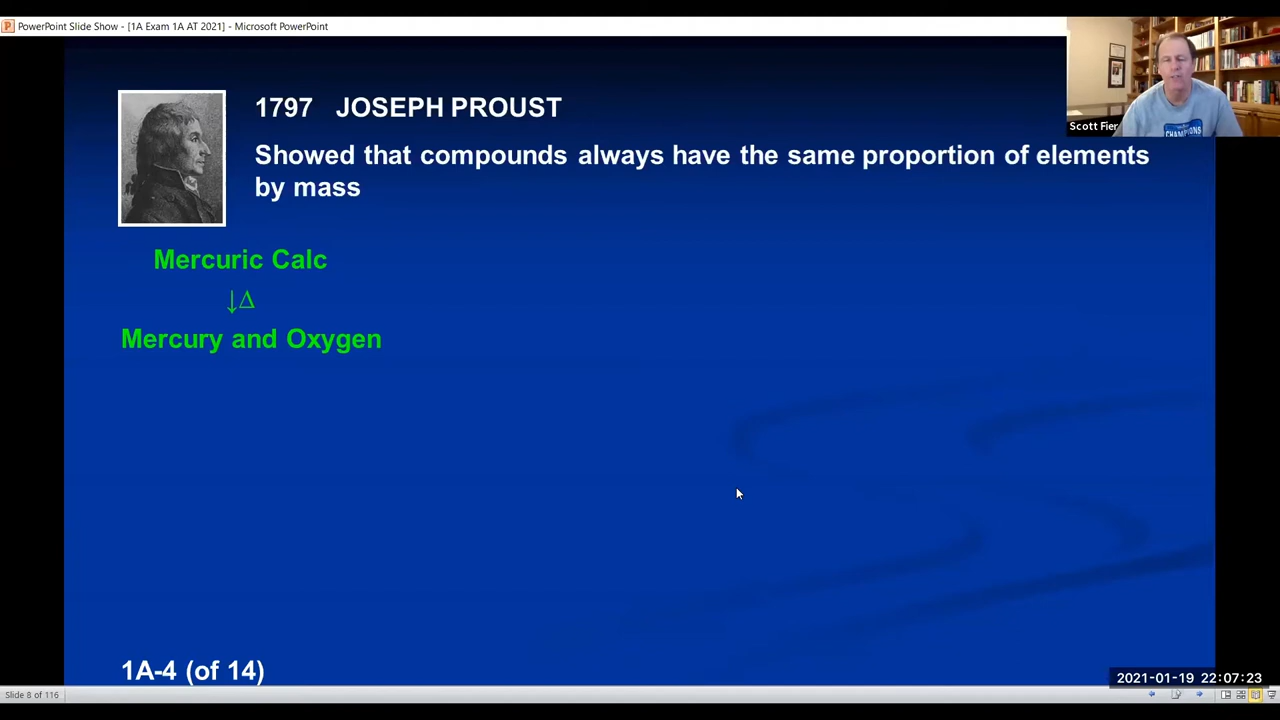 PowerPoint Slide Show - [1A Exam 1A AT 2021] - Microsoft PowerPoint
1797 JOSEPH PROUST
Showed that compounds always have the same proportion of elements
by mass
Scott Fier
CHAMPIONS
Mercuric Calc
↓Δ
Mercury and Oxygen
1A-4 (of 14)
2021-01-19 22:07:23
Slide 8 of 116